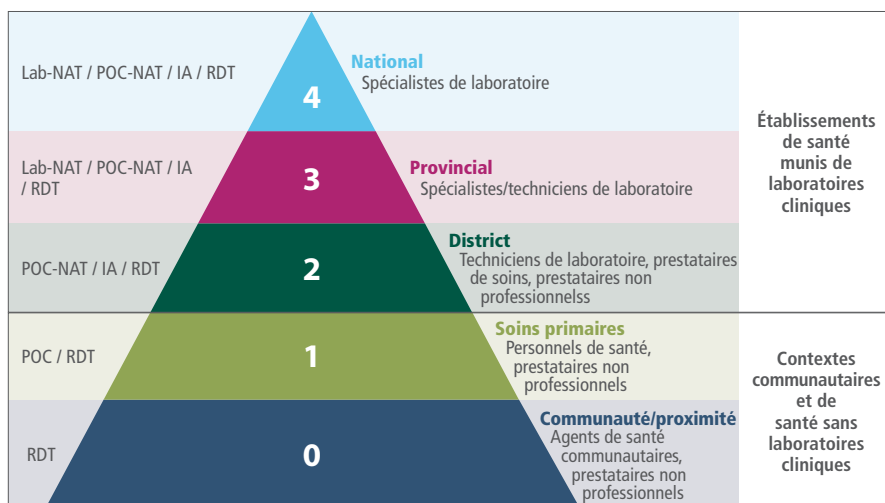 Lab-NAT / POC-NAT / IA / RDT
4
National
Spécialistes de laboratoire
Lab-NAT / POC-NAT / IA
/ RDT
3
Provincial
Spécialistes/techniciens de laboratoire
POC-NAT / IA / RDT
2
District
Techniciens de laboratoire, prestataires
de soins, prestataires non
professionnelss
Établissements
de santé
munis de
laboratoires
cliniques
POC / RDT
1
Soins primaires
Personnels de santé,
prestataires non
professionnels
RDT
0
Communauté/proximité
Agents de santé
communautaires,
prestataires non
professionnels
Contextes
communautaires
et de
santé sans
laboratoires
cliniques